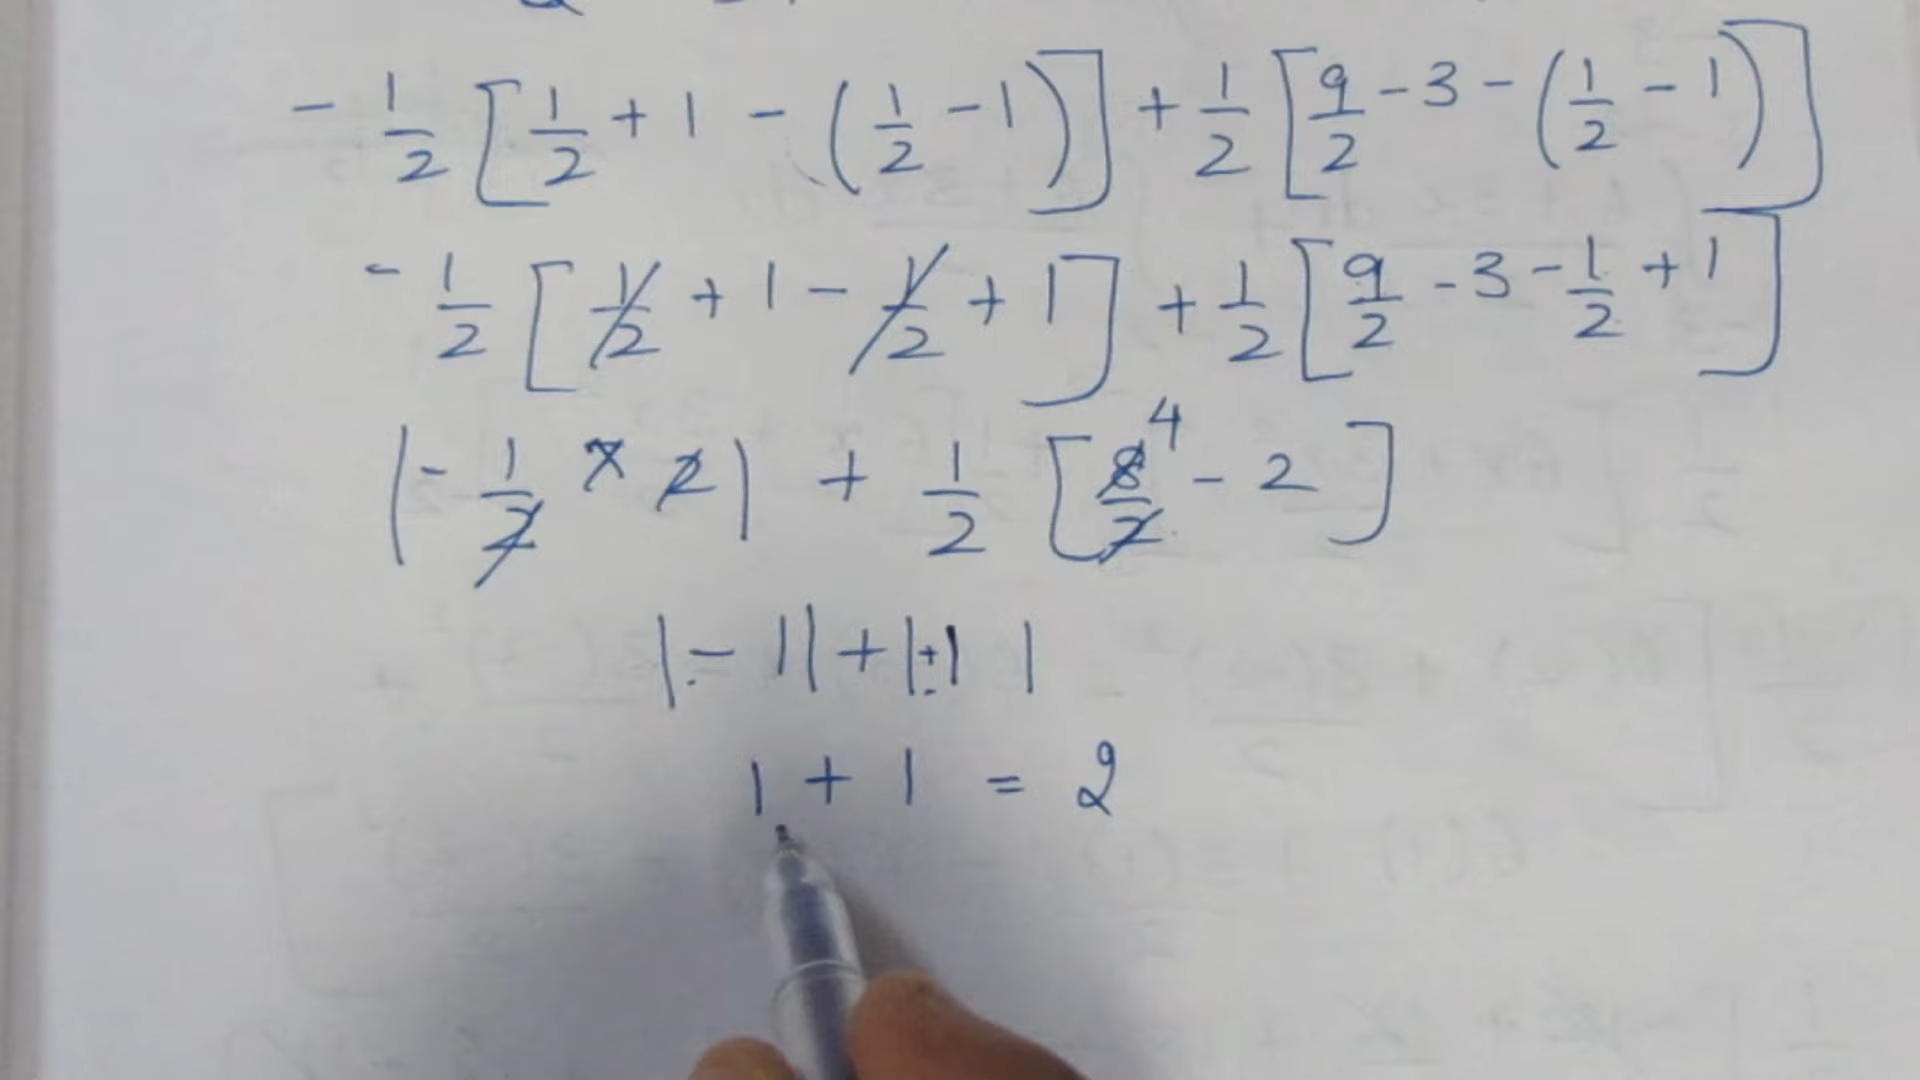 - 1/2 [1/2 + 1 - (1/2 - 1)] + 1/2 [9/2 - 3 - (1/2 - 1)]
- 1/2 [1/2 + 1 - 1/2 + 1] + 1/2 [9/2 - 3 - 1/2 + 1]
|- 1/2 × 2| + 1/2 [8/2 4 - 2]
|- 1| + |+1 |
1 + 1 = 2